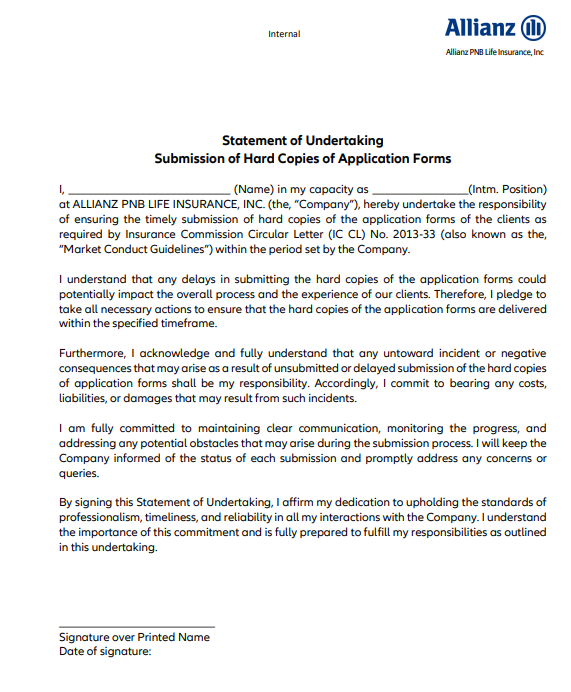 Internal
Allianz
Allianz PNB Life Insurance, Inc
Statement of Undertaking
Submission of Hard Copies of Application Forms
I, ____________________________ (Name) in my capacity as ________________(Intm. Position)
at ALLIANZ PNB LIFE INSURANCE, INC. (the, “Company”), hereby undertake the responsibility
of ensuring the timely submission of hard copies of the application forms of the clients as
required by Insurance Commission Circular Letter (IC CL) No. 2013-33 (also known as the,
“Market Conduct Guidelines”) within the period set by the Company.
I understand that any delays in submitting the hard copies of the application forms could
potentially impact the overall process and the experience of our clients. Therefore, I pledge to
take all necessary actions to ensure that the hard copies of the application forms are delivered
within the specified timeframe.
Furthermore, I acknowledge and fully understand that any untoward incident or negative
consequences that may arise as a result of unsubmitted or delayed submission of the hard copies
of application forms shall be my responsibility. Accordingly, I commit to bearing any costs,
liabilities, or damages that may result from such incidents.
I am fully committed to maintaining clear communication, monitoring the progress, and
addressing any potential obstacles that may arise during the submission process. I will keep the
Company informed of the status of each submission and promptly address any concerns or
queries.
By signing this Statement of Undertaking, I affirm my dedication to upholding the standards of
professionalism, timeliness, and reliability in all my interactions with the Company. I understand
the importance of this commitment and is fully prepared to fulfill my responsibilities as outlined
in this undertaking.
___________________________
Signature over Printed Name
Date of signature: